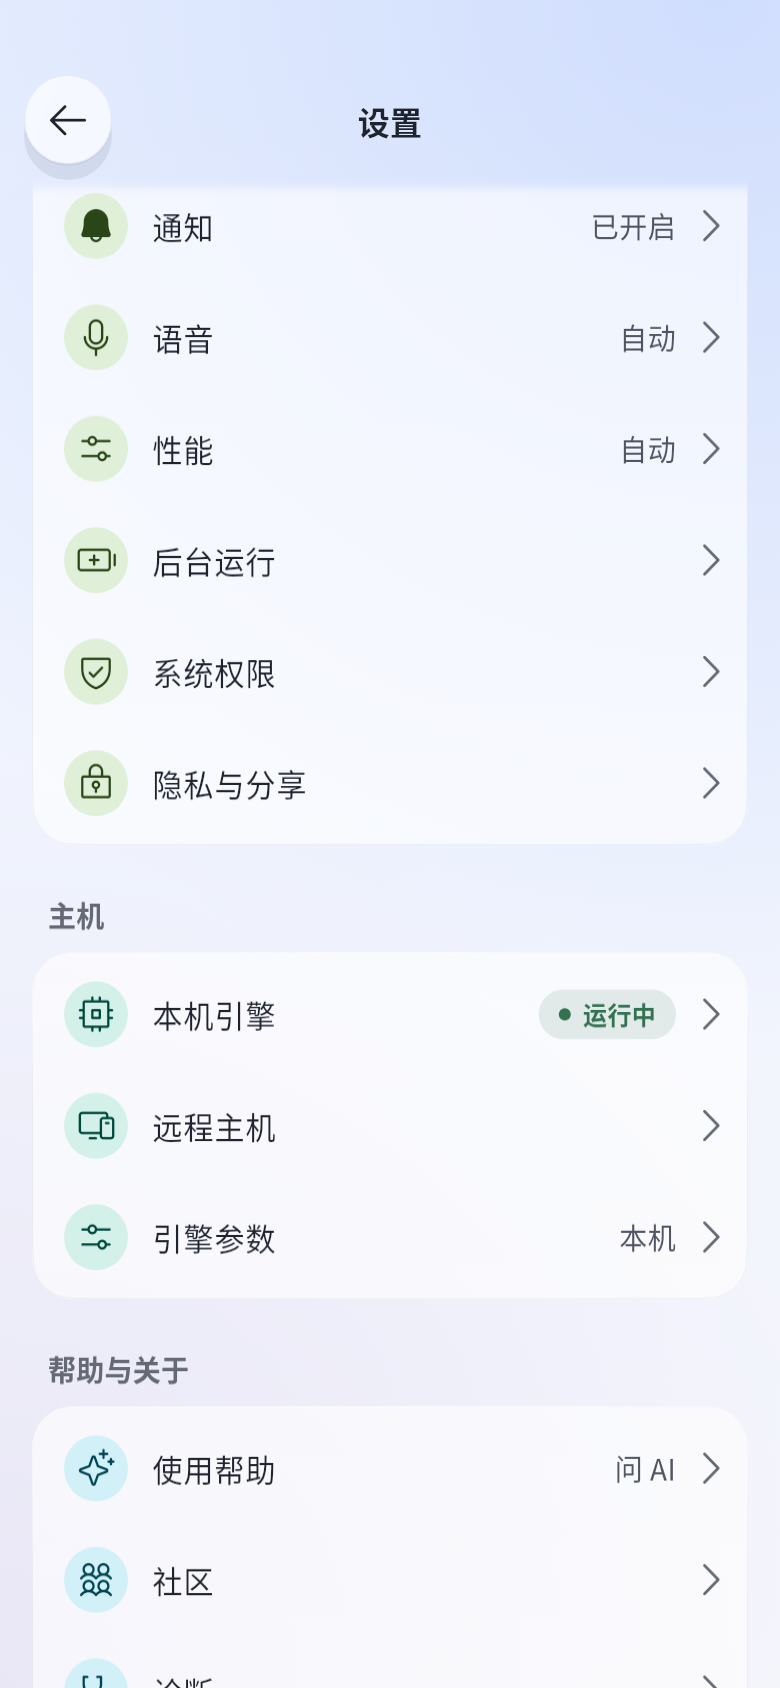 设置
通知 已开启
语音 自动
性能 自动
后台运行
系统权限
隐私与分享
主机
本机引擎 运行中
远程主机
引擎参数 本机
帮助与关于
使用帮助 问 AI
社区
诊断